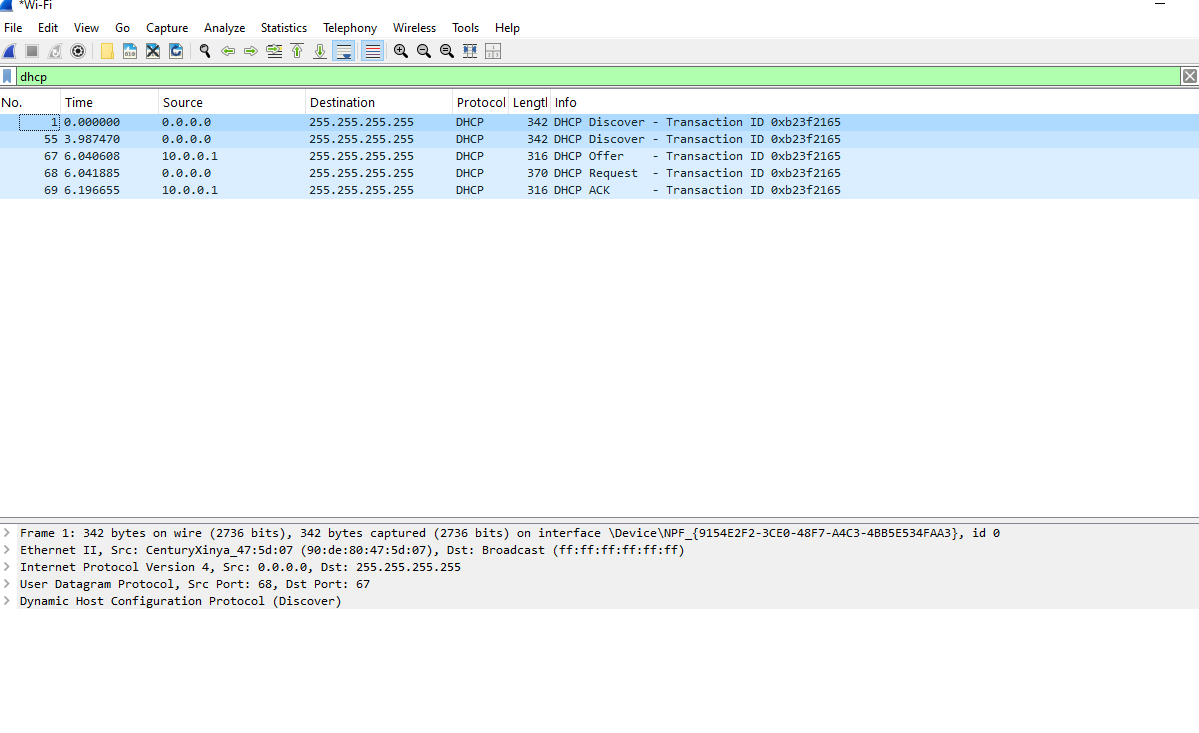 *Wi-Fi
File Edit View Go Capture Analyze Statistics Telephony Wireless Tools Help
dhcp
No. Time Source Destination Protocol Lengtl Info
1 0.000000 0.0.0.0 255.255.255.255 DHCP 342 DHCP Discover - Transaction ID 0xb23f2165
55 3.987470 0.0.0.0 255.255.255.255 DHCP 342 DHCP Discover - Transaction ID 0xb23f2165
67 6.040608 10.0.0.1 255.255.255.255 DHCP 316 DHCP Offer - Transaction ID 0xb23f2165
68 6.041885 0.0.0.0 255.255.255.255 DHCP 370 DHCP Request - Transaction ID 0xb23f2165
69 6.196655 10.0.0.1 255.255.255.255 DHCP 316 DHCP ACK - Transaction ID 0xb23f2165
Frame 1: 342 bytes on wire (2736 bits), 342 bytes captured (2736 bits) on interface \Device\NPF_{9154E2F2-3CE0-48F7-A4C3-4BB5E534FAA3}, id 0
Ethernet II, Src: CenturyXinya_47:5d:07 (90:de:80:47:5d:07), Dst: Broadcast (ff:ff:ff:ff:ff:ff)
Internet Protocol Version 4, Src: 0.0.0.0, Dst: 255.255.255.255
User Datagram Protocol, Src Port: 68, Dst Port: 67
Dynamic Host Configuration Protocol (Discover)